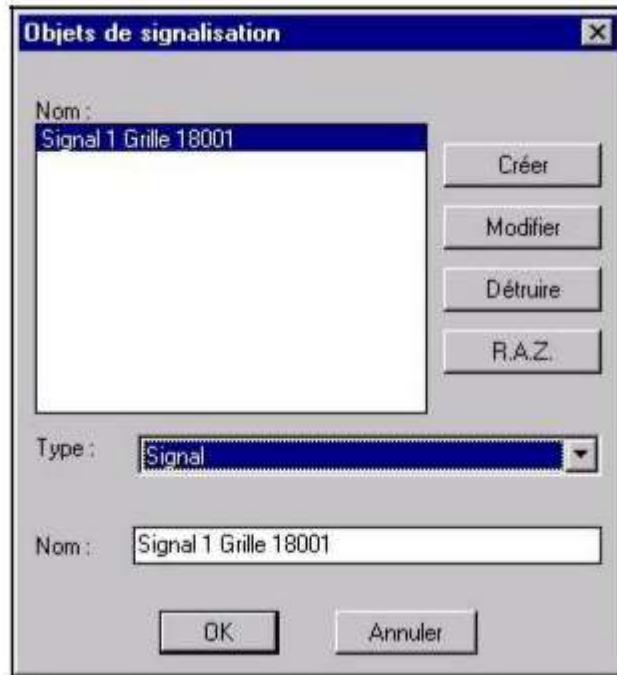 Objets de signalisation
Nom :
Signal 1 Grille 18001
Créer
Modifier
Détruire
R.A.Z.
Type :
Signal
Nom :
Signal 1 Grille 18001
OK
Annuler